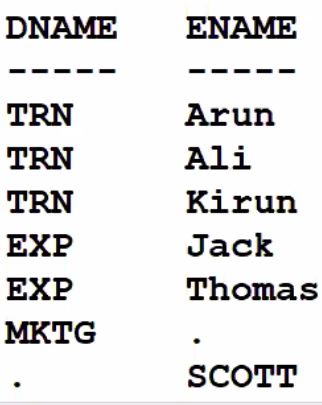 DNAME ENAME
----- -----
TRN Arun
TRN Ali
TRN Kirun
EXP Jack
EXP Thomas
MKTG .
. SCOTT